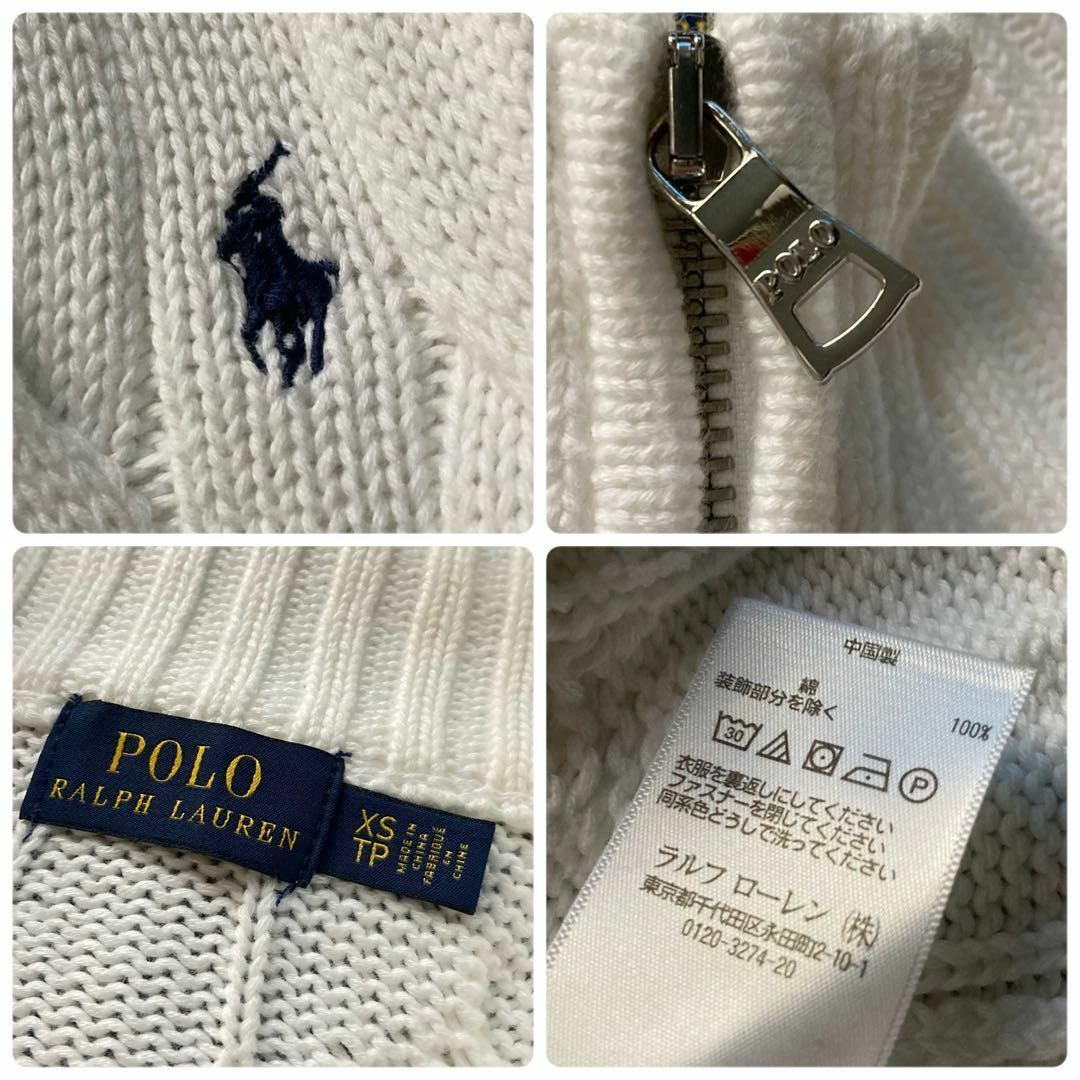 POLO
POLO
RALPH LAUREN
XS
TP
MADE IN
CHINA
FABRIQUÉ
EN
CHINE
中国製
綿 100%
装飾部分を除く
30 P
衣服を裏返しにしてください
ファスナーを閉じてください
同系色どうしで洗ってください
ラルフ ローレン (株)
東京都千代田区永田町2-10-1
0120-3274-20